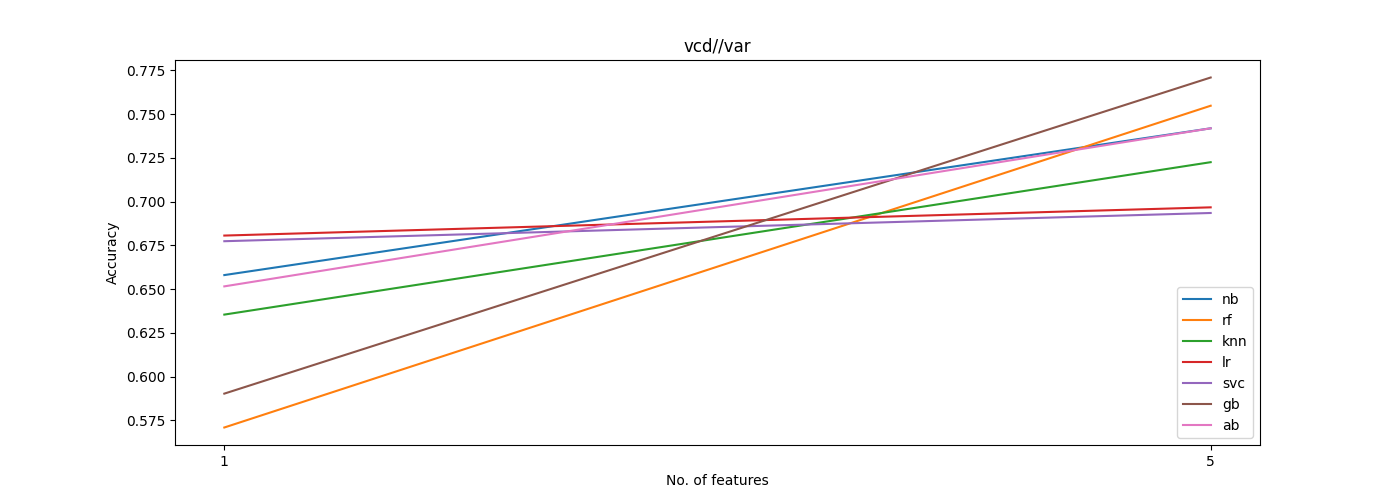 vcd//var
0.775
0.750
0.725
0.700
0.675
0.650
0.625
0.600
0.575
Accuracy
1
5
No. of features
nb
rf
knn
lr
svc
gb
ab